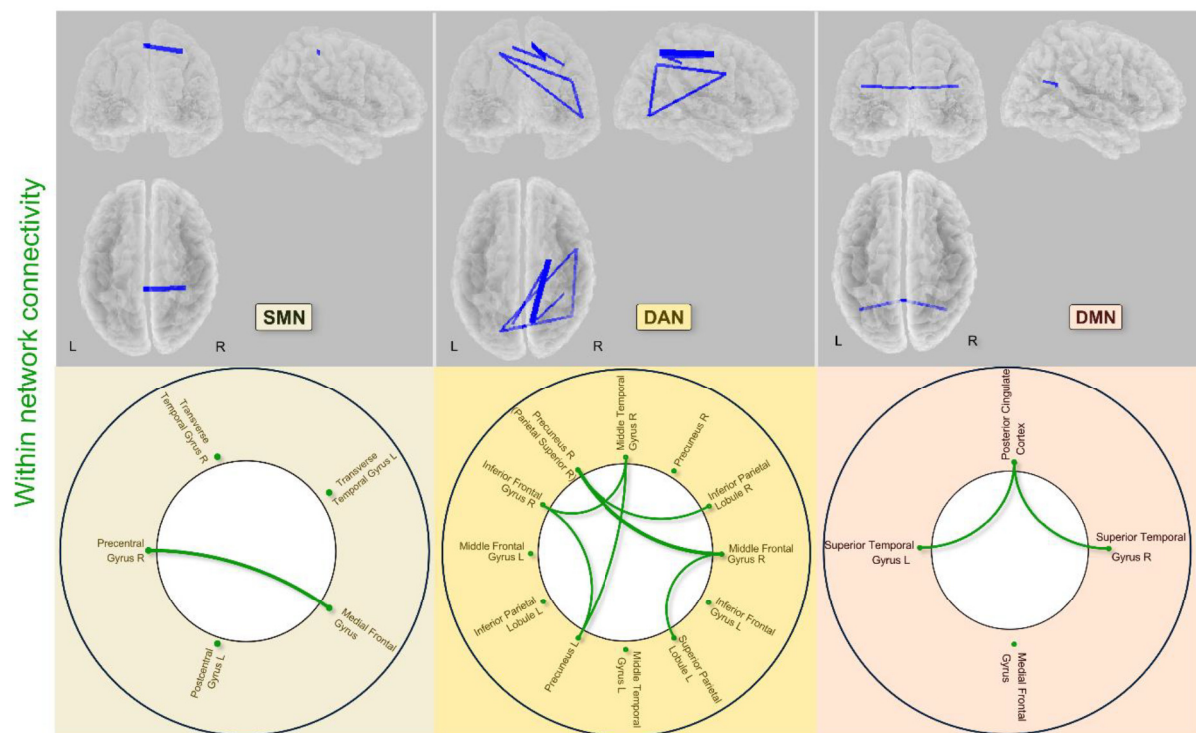 Within network connectivity
SMN
L
R
DAN
L
R
DMN
L
R
Transverse
Temporal Gyrus R
Transverse
Temporal Gyrus L
Precentral
Gyrus R
Medial Frontal
Gyrus
Postcentral
Gyrus L
Precuneus R
(Parietal Superior R)
Middle Temporal
Gyrus R
Precuneus R
Inferior Frontal
Gyrus R
Inferior Parietal
Lobule R
Middle Frontal
Gyrus L
Middle Frontal
Gyrus R
Inferior Parietal
Lobule L
Inferior Frontal
Gyrus L
Precuneus L
Middle Temporal
Gyrus L
Superior Parietal
Lobule L
Posterior Cingulate
Cortex
Superior Temporal
Gyrus L
Superior Temporal
Gyrus R
Medial Frontal
Gyrus